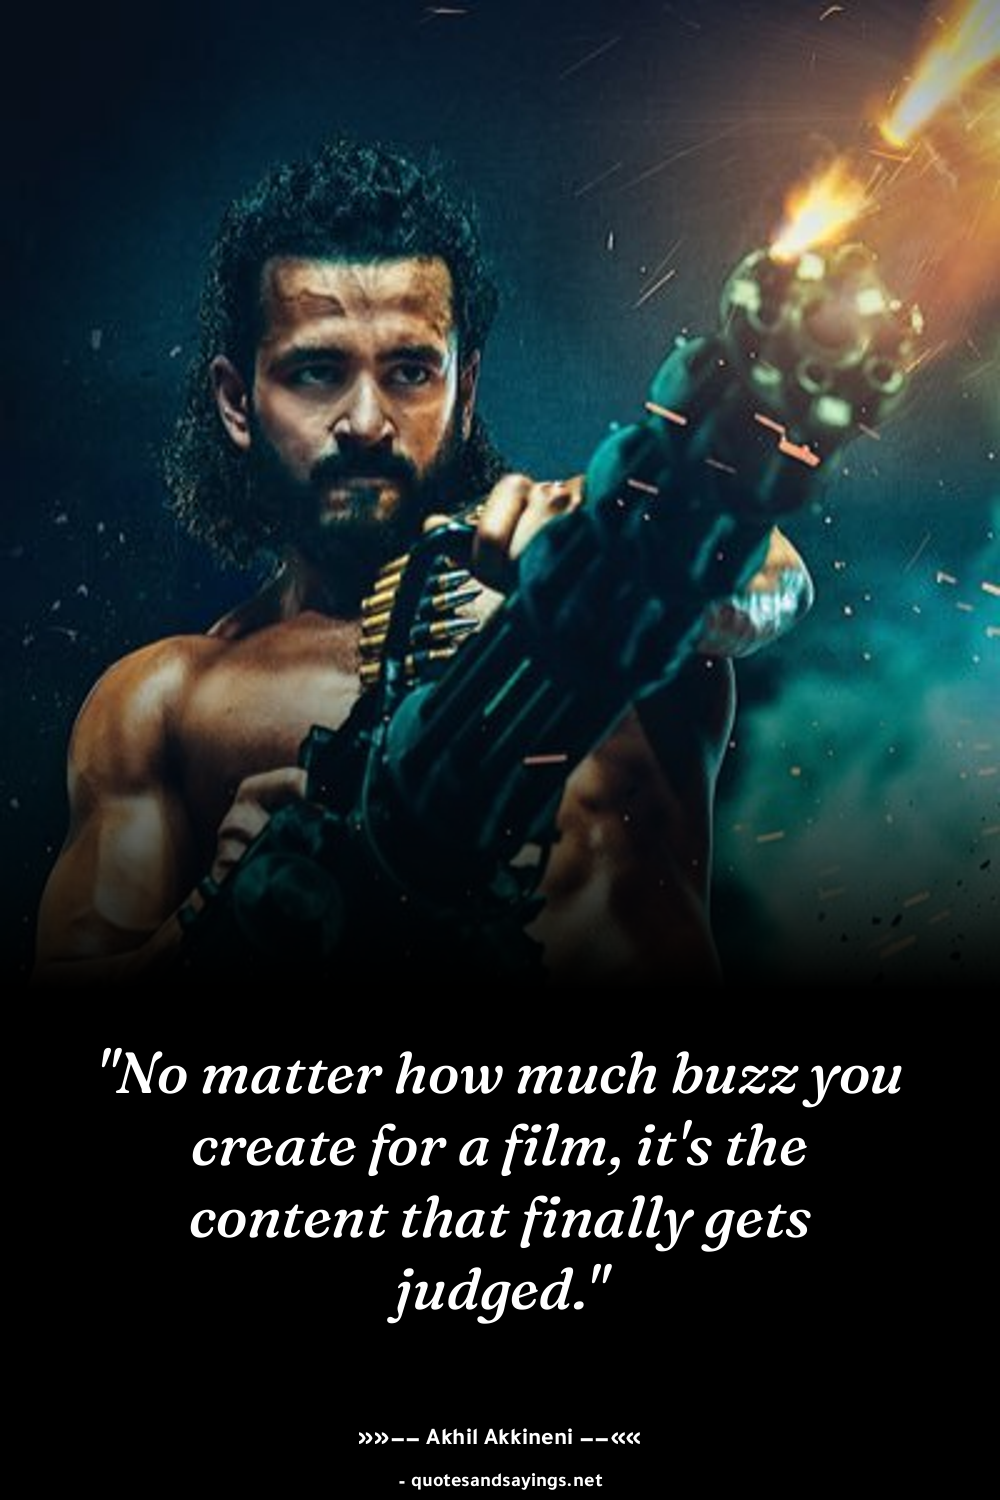 "No matter how much buzz you
create for a film, it's the
content that finally gets
judged."
»»–– Akhil Akkineni ––««
- quotesandsayings.net